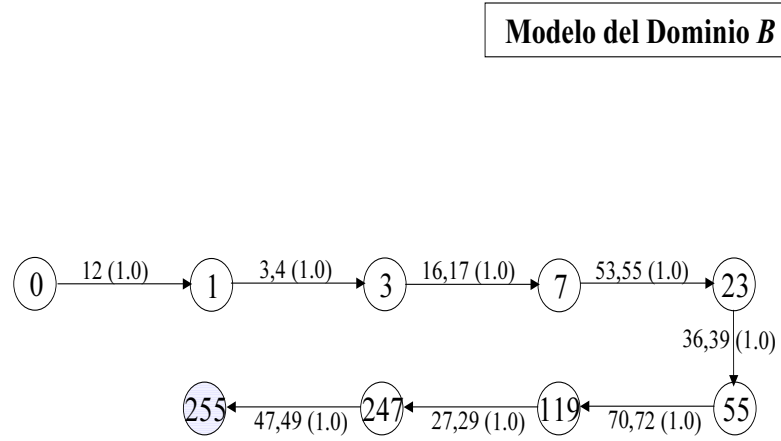 Modelo del Dominio B
12 (1.0) 3,4 (1.0) 16,17 (1.0) 53,55 (1.0)
0 1 3 7 23
36,39 (1.0)
255 247 119 55
47,49 (1.0) 27,29 (1.0) 70,72 (1.0)